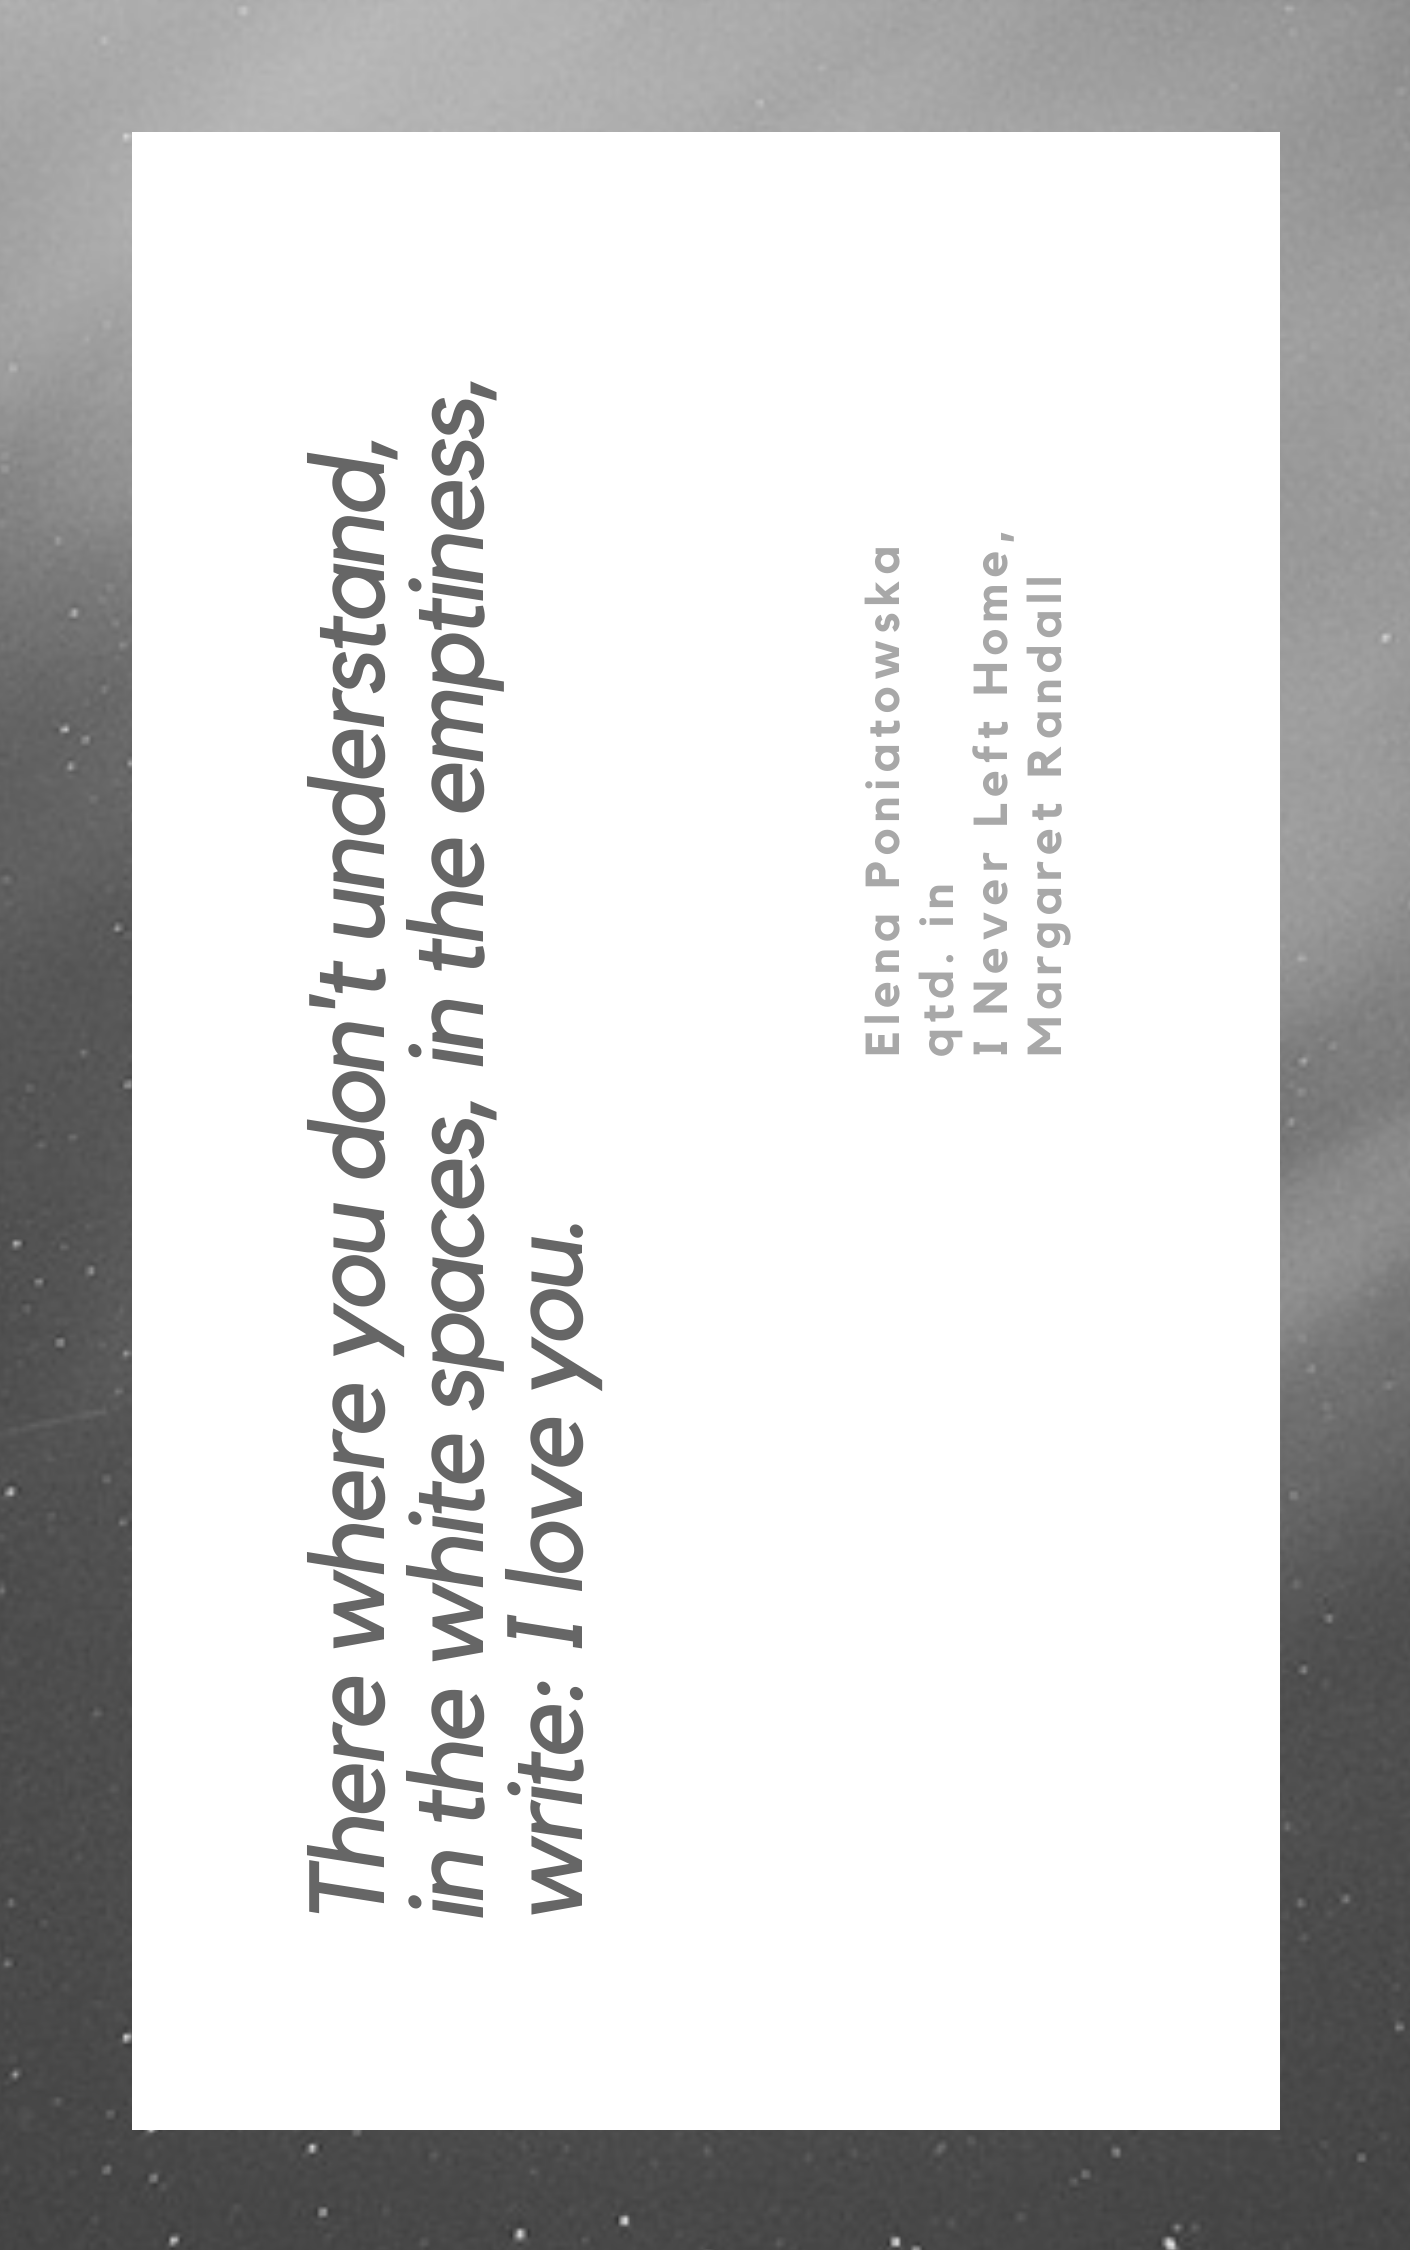 There where you don't understand,
in the white spaces, in the emptiness,
write: I love you.
Elena Poniatowska
qtd. in
I Never Left Home,
Margaret Randall